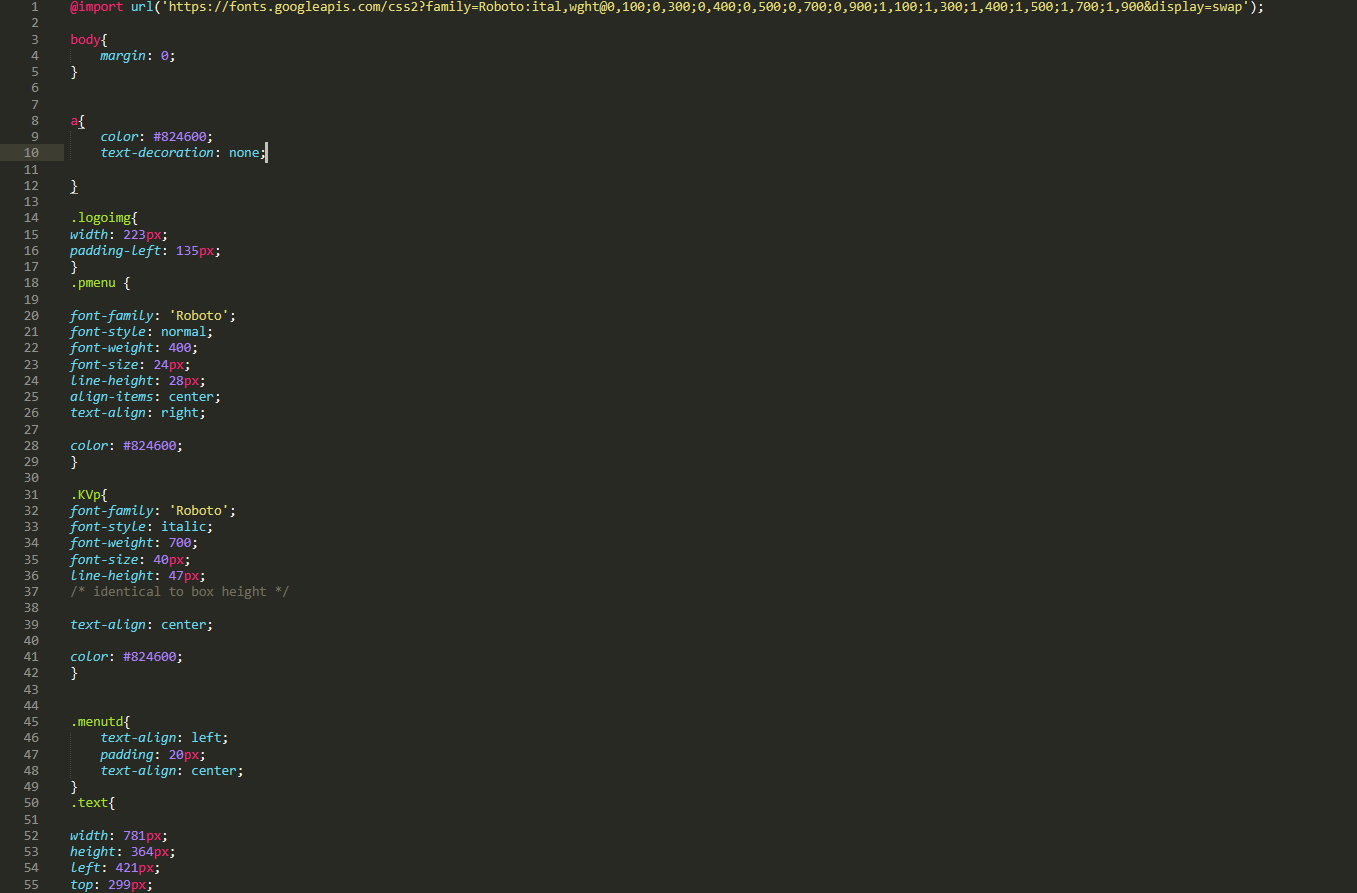 1 @import url('https://fonts.googleapis.com/css2?family=Roboto:ital,wght@0,100;0,300;0,400;0,500;0,700;0,900;1,100;1,300;1,400;1,500;1,700;1,900&display=swap');
2
3 body{
4     margin: 0;
5 }
6
7
8 a{
9     color: #824600;
10     text-decoration: none;
11
12 }
13
14 .logoimg{
15 width: 223px;
16 padding-left: 135px;
17 }
18 .pmenu {
19
20 font-family: 'Roboto';
21 font-style: normal;
22 font-weight: 400;
23 font-size: 24px;
24 line-height: 28px;
25 align-items: center;
26 text-align: right;
27
28 color: #824600;
29 }
30
31 .KVp{
32 font-family: 'Roboto';
33 font-style: italic;
34 font-weight: 700;
35 font-size: 40px;
36 line-height: 47px;
37 /* identical to box height */
38
39 text-align: center;
40
41 color: #824600;
42 }
43
44
45 .menutd{
46     text-align: left;
47     padding: 20px;
48     text-align: center;
49 }
50 .text{
51
52 width: 781px;
53 height: 364px;
54 left: 421px;
55 top: 299px;